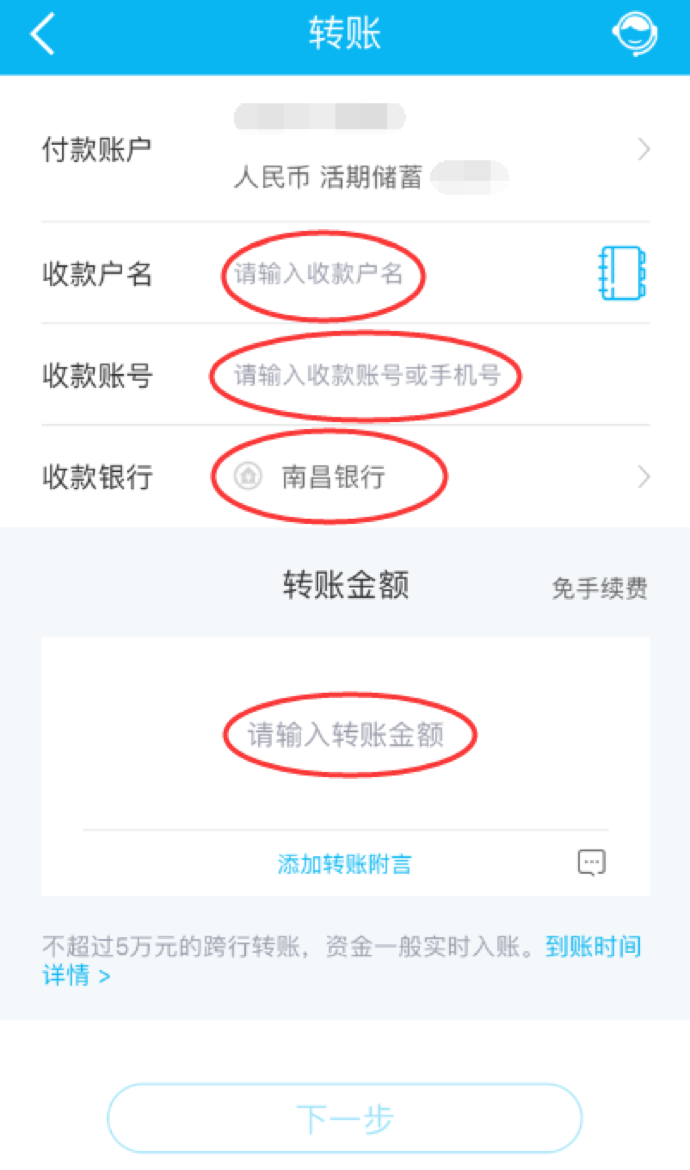 转账
付款账户
人民币 活期储蓄
收款户名 请输入收款户名
收款账号 请输入收款账号或手机号
收款银行 南昌银行
转账金额 免手续费
请输入转账金额
添加转账附言
不超过5万元的跨行转账，资金一般实时入账。到账时间
详情 >
下一步